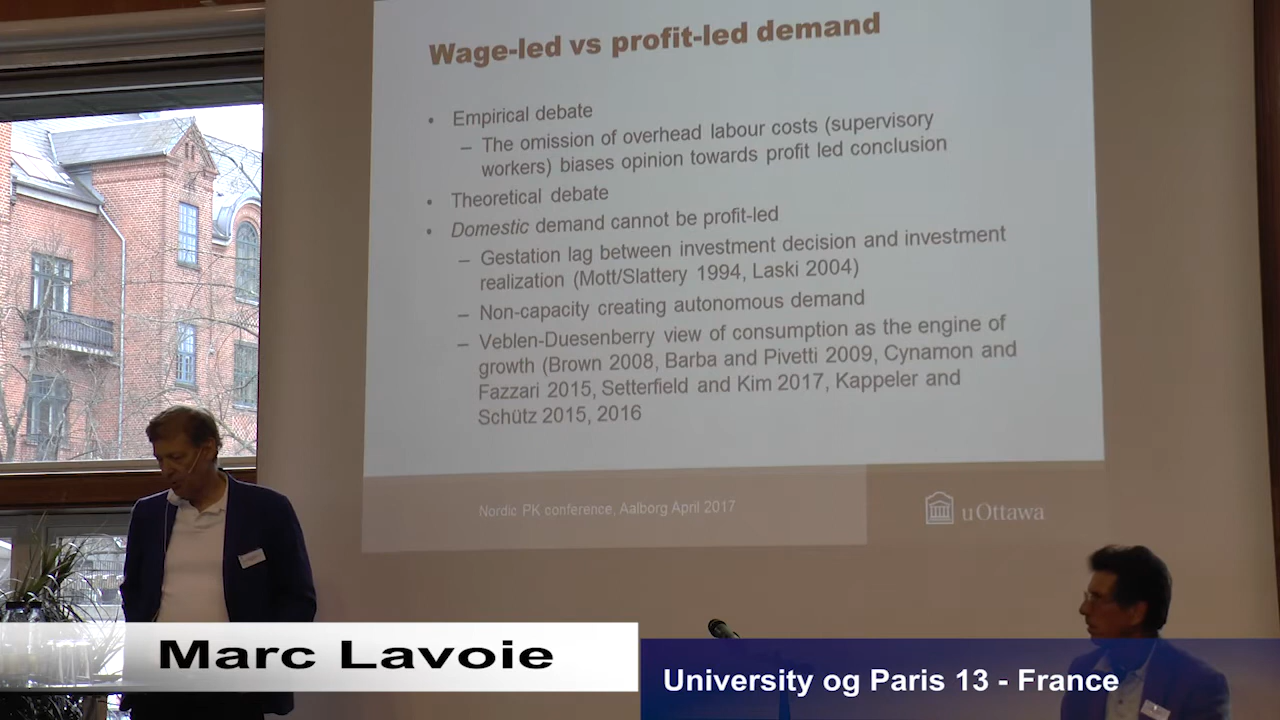 Wage-led vs profit-led demand
• Empirical debate
– The omission of overhead labour costs (supervisory
workers) biases opinion towards profit led conclusion
• Theoretical debate
• Domestic demand cannot be profit-led
– Gestation lag between investment decision and investment
realization (Mott/Slattery 1994, Laski 2004)
– Non-capacity creating autonomous demand
– Veblen-Duesenberry view of consumption as the engine of
growth (Brown 2008, Barba and Pivetti 2009, Cynamon and
Fazzari 2015, Setterfield and Kim 2017, Kappeler and
Schütz 2015, 2016
Nordic PK conference, Aalborg April 2017
uOttawa
Marc Lavoie
University og Paris 13 - France